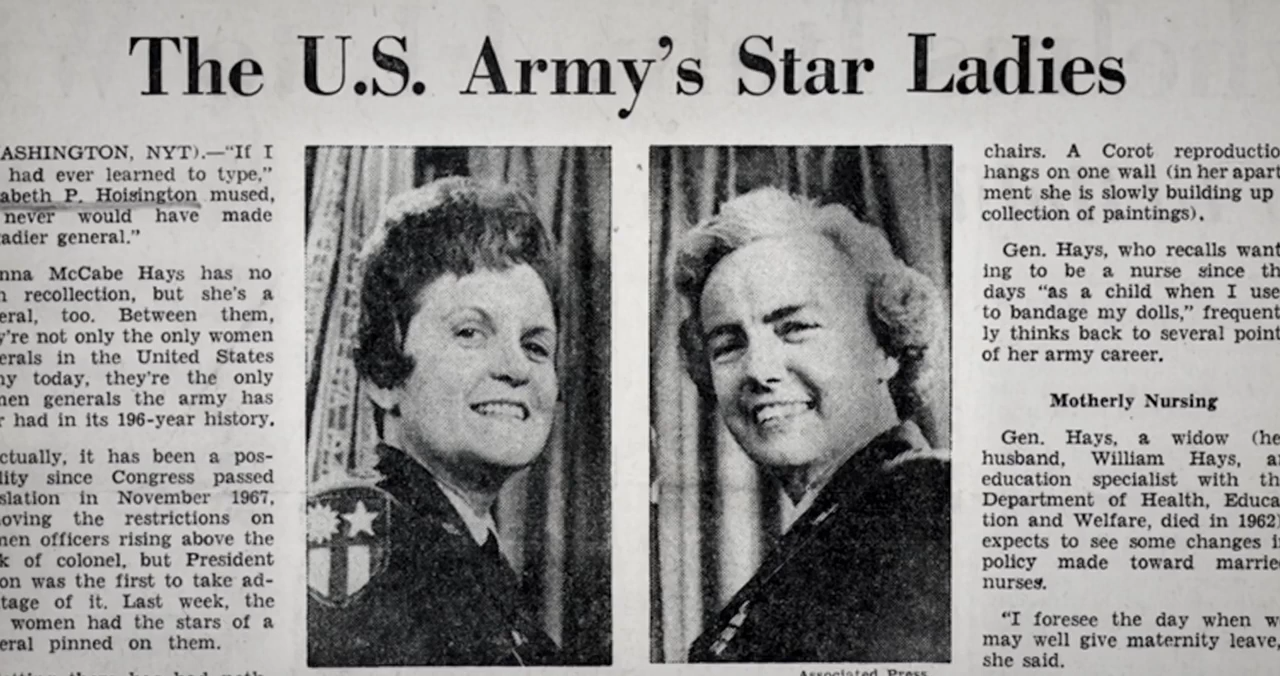 The U.S. Army's Star Ladies
ASHINGTON, NYT).—“If I
had ever learned to type,”
abeth P. Hoisington mused,
never would have made
adier general.”
nna McCabe Hays has no
recollection, but she's a
eral, too. Between them,
y're not only the only women
erals in the United States
my today, they're the only
men generals the army has
r had in its 196-year history.
ctually, it has been a pos-
lity since Congress passed
slation in November 1967,
oving the restrictions on
men officers rising above the
k of colonel, but President
on was the first to take ad-
tage of it. Last week, the
women had the stars of a
eral pinned on them.
Associated Press
chairs. A Corot reproductio
hangs on one wall (in her apart
ment she is slowly building up
collection of paintings).
Gen. Hays, who recalls want
ing to be a nurse since th
days “as a child when I use
to bandage my dolls,” frequent
ly thinks back to several point
of her army career.
Motherly Nursing
Gen. Hays, a widow (he
husband, William Hays, a
education specialist with th
Department of Health, Educa
tion and Welfare, died in 1962)
expects to see some changes i
policy made toward marrie
nurses.
“I foresee the day when w
may well give maternity leave,
she said.